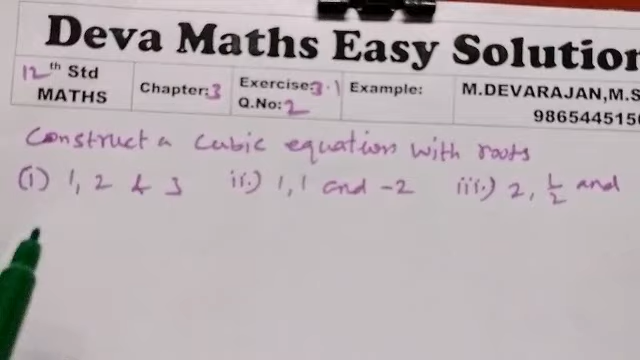 Deva Maths Easy Solution
12th Std MATHS Chapter: 3 Exercise: 3.1 Q.No: 2 Example: M.DEVARAJAN,M.S
986544515
Construct a cubic equation with roots
(i) 1, 2 & 3 ii.) 1, 1 and -2 iii.) 2, 1/2 and